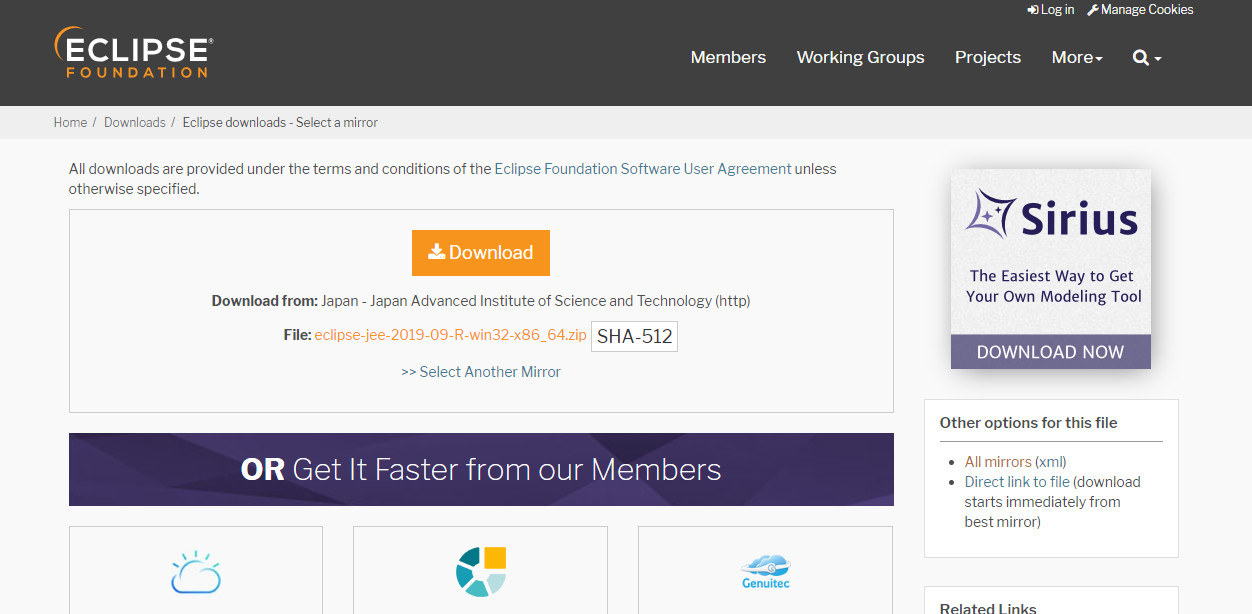 Log in Manage Cookies
ECLIPSE®
FOUNDATION
Members Working Groups Projects More
Home / Downloads / Eclipse downloads - Select a mirror
All downloads are provided under the terms and conditions of the Eclipse Foundation Software User Agreement unless
otherwise specified.
Download
Download from: Japan - Japan Advanced Institute of Science and Technology (http)
File: eclipse-jee-2019-09-R-win32-x86_64.zip SHA-512
>> Select Another Mirror
OR Get It Faster from our Members
Genuitec
Sirius
The Easiest Way to Get
Your Own Modeling Tool
DOWNLOAD NOW
Other options for this file
All mirrors (xml)
Direct link to file (download
starts immediately from
best mirror)
Related Links